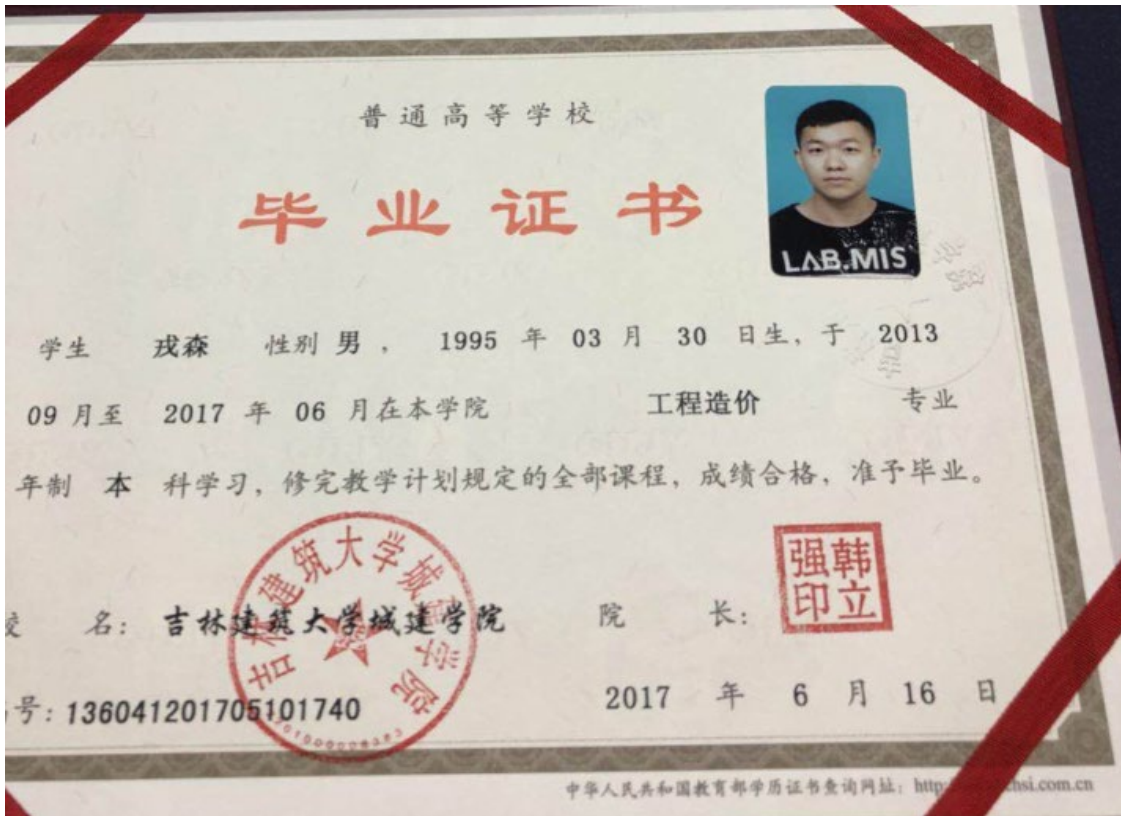 普通高等学校
毕业证书
LAB.MIS
学生 戎森 性别 男 , 1995 年 03 月 30 日生, 于 2013
09 月至 2017 年 06 月在本学院 工程造价 专业
年制 本 科学习, 修完教学计划规定的全部课程, 成绩合格, 准予毕业。
吉林建筑大学城建学院
韩立强印
名: 吉林建筑大学城建学院 院 长:
号: 136041201705101740 2017 年 6 月 16 日
中华人民共和国教育部学历证书查询网址: http hsi.com.cn